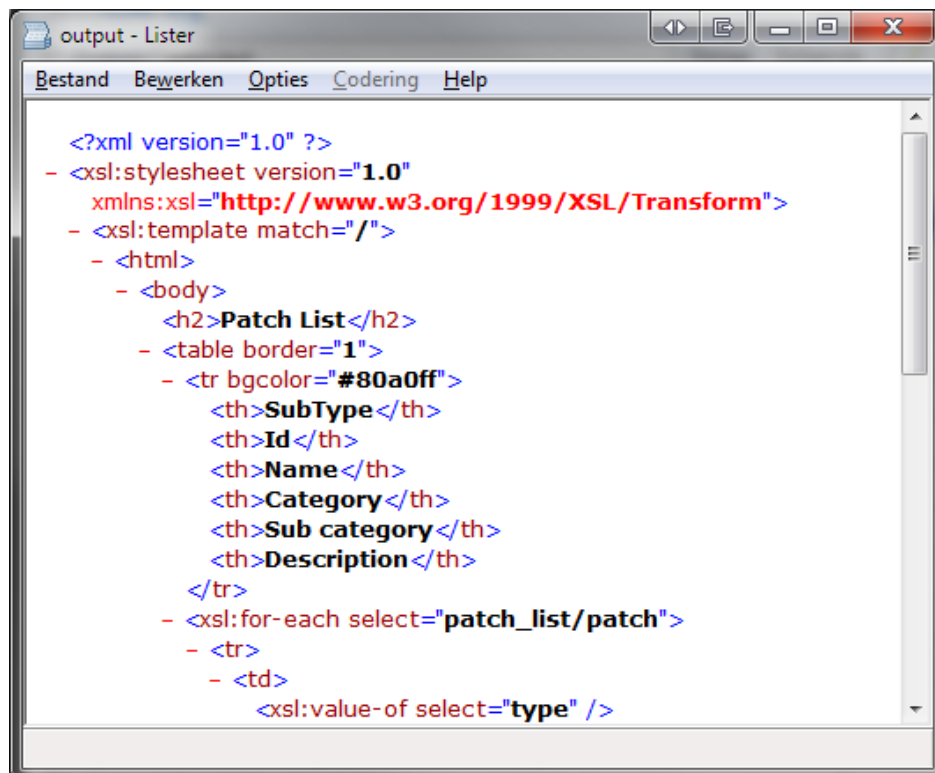 output - Lister
Bestand Bewerken Opties Codering Help
<?xml version="1.0" ?>
- <xsl:stylesheet version="1.0"
xmlns:xsl="http://www.w3.org/1999/XSL/Transform">
- <xsl:template match="/">
- <html>
- <body>
<h2>Patch List</h2>
- <table border="1">
- <tr bgcolor="#80a0ff">
<th>SubType</th>
<th>Id</th>
<th>Name</th>
<th>Category</th>
<th>Sub category</th>
<th>Description</th>
</tr>
- <xsl:for-each select="patch_list/patch">
- <tr>
- <td>
<xsl:value-of select="type" />